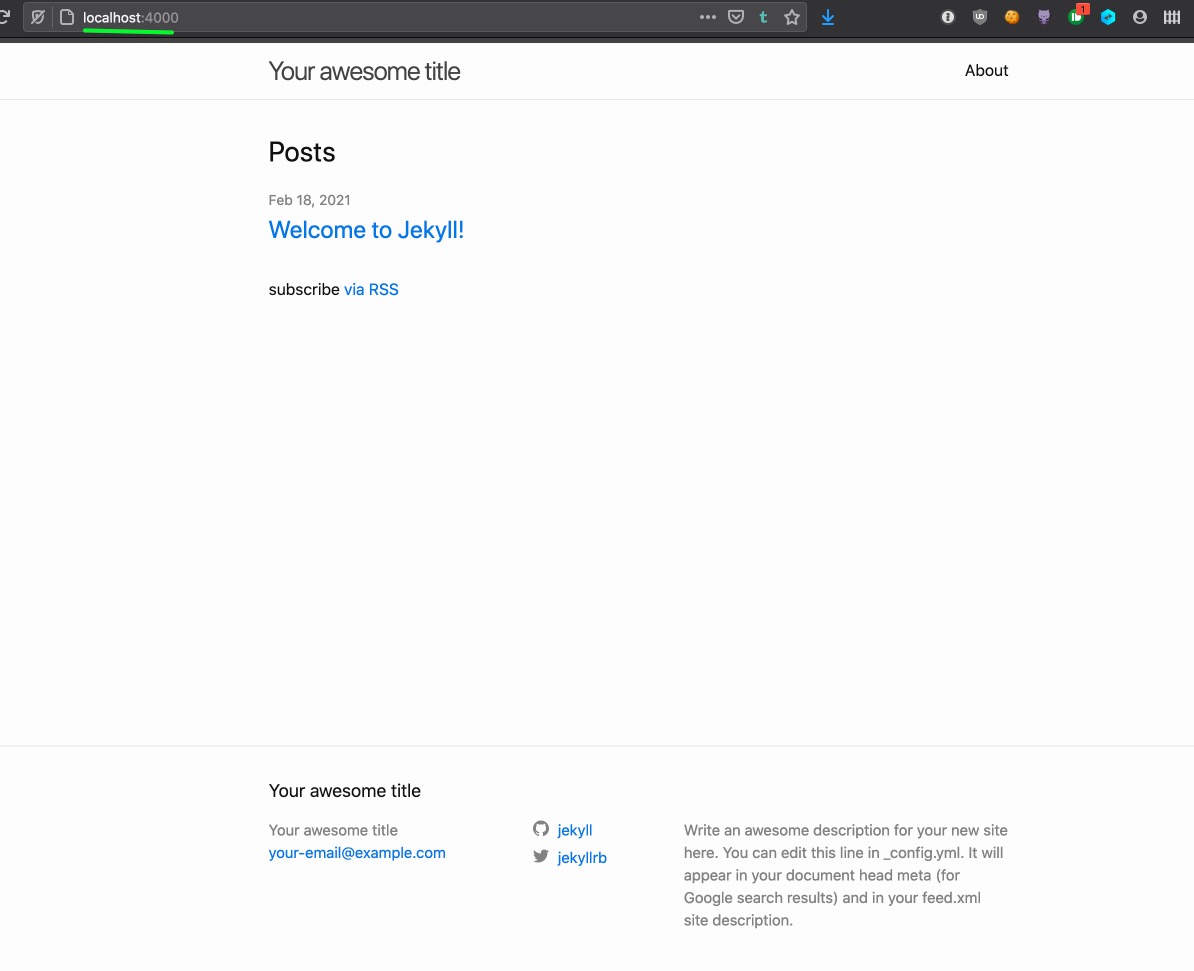 localhost:4000
1
Your awesome title
About
Posts
Feb 18, 2021
Welcome to Jekyll!
subscribe via RSS
Your awesome title
Your awesome title
your-email@example.com
jekyll
jekyllrb
Write an awesome description for your new site
here. You can edit this line in _config.yml. It will
appear in your document head meta (for
Google search results) and in your feed.xml
site description.